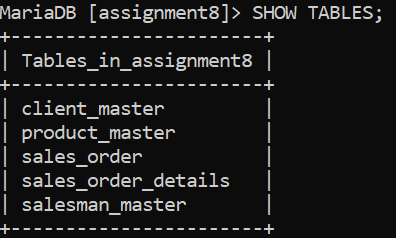 MariaDB [assignment8]> SHOW TABLES;
+-----------------------+
| Tables_in_assignment8 |
+-----------------------+
| client_master         |
| product_master        |
| sales_order           |
| sales_order_details   |
| salesman_master       |
+-----------------------+